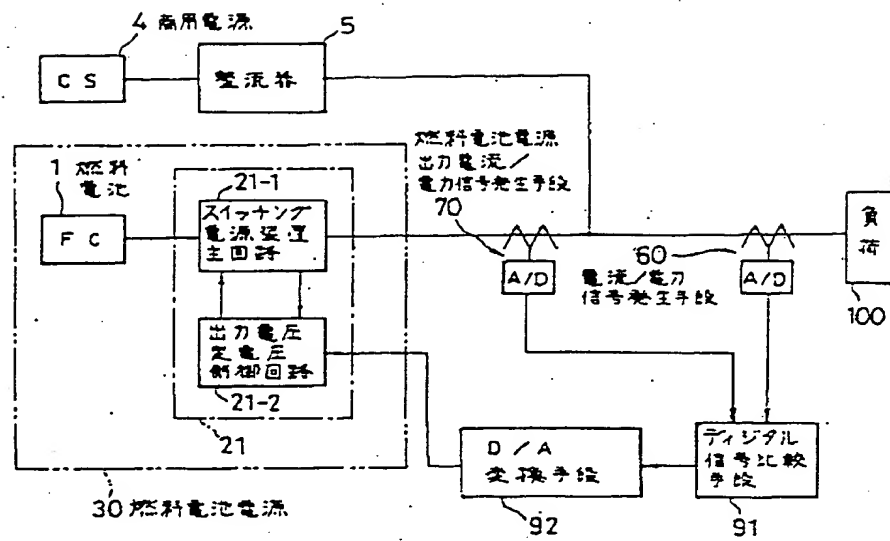 4 商用電源
CS
5
整流器
燃料電池電源
出力電流/
電力信号発生手段
70
1 燃料
電池
FC
21-1
スイッチング
電源装置
主回路
A/D
60
電流/電力
信号発生手段
A/D
負荷
100
出力電圧
定電圧
制御回路
21-2
21
D/A
変換手段
92
ディジタル
信号比較
手段
91
30 燃料電池電源